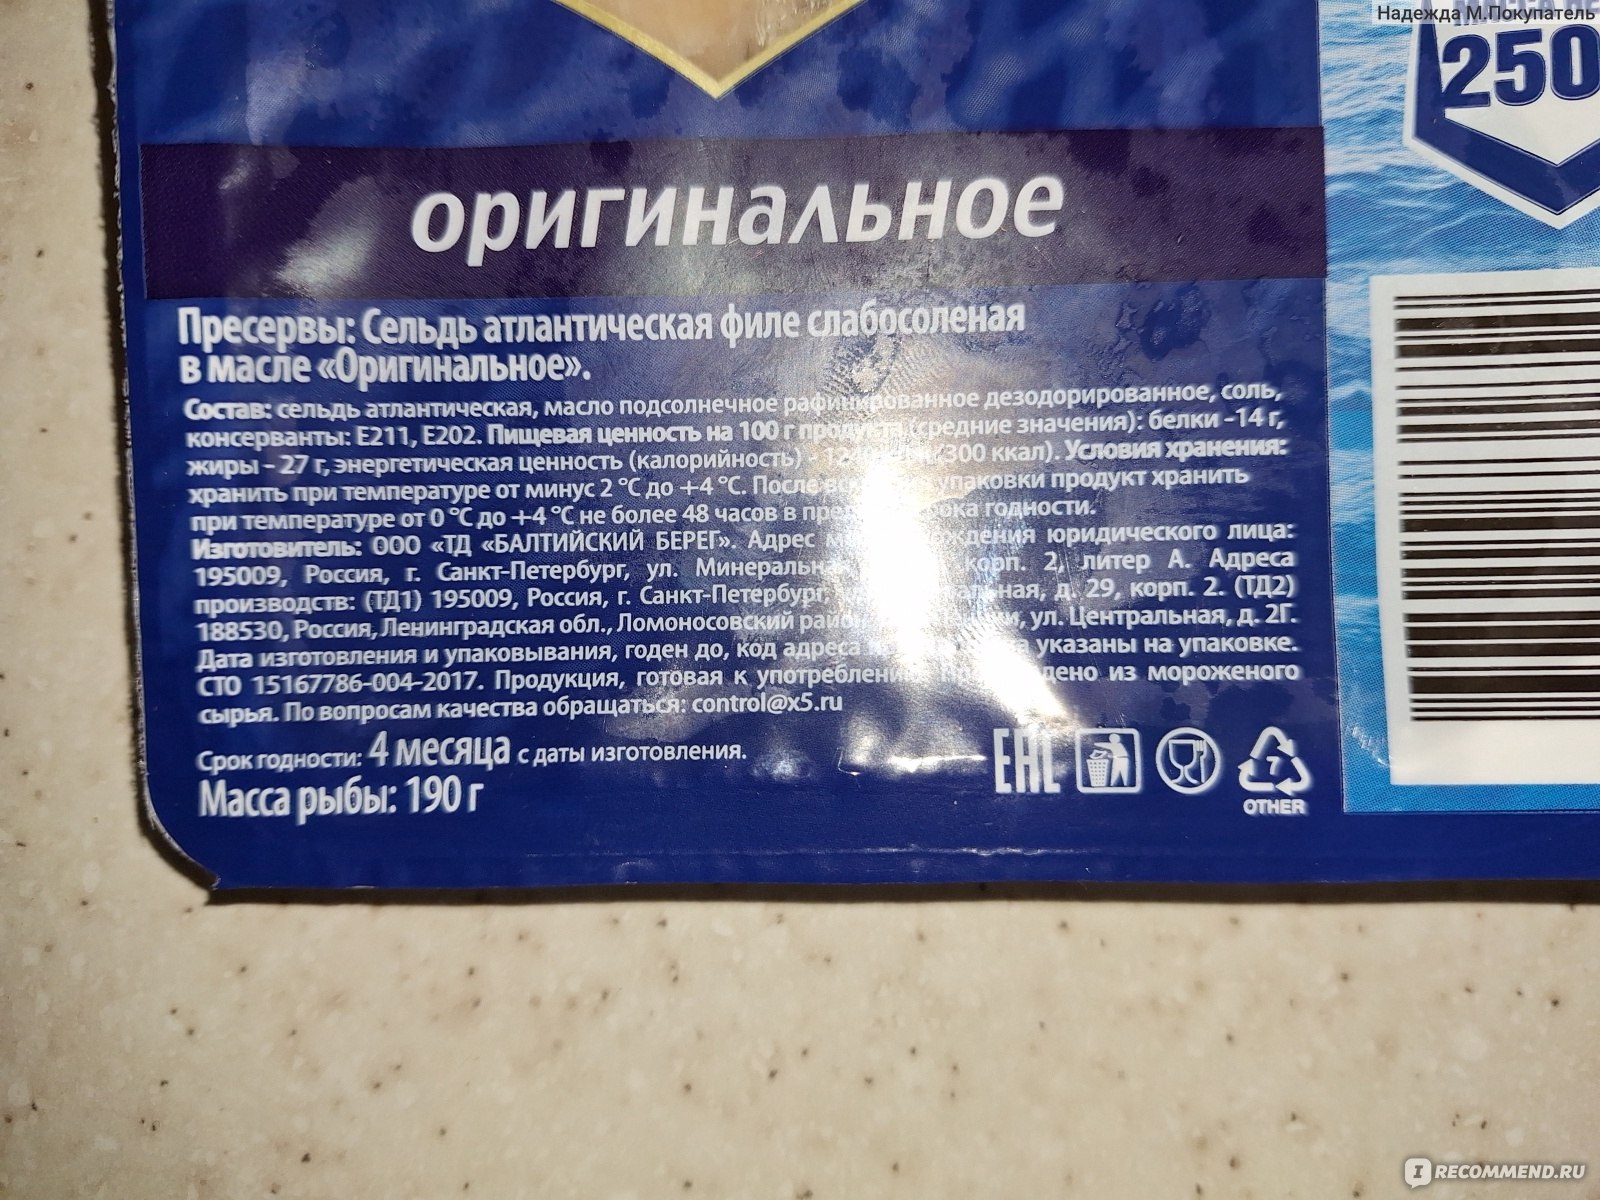 Надежда М.Покупатель
250
оригинальное
Пресервы: Сельдь атлантическая филе слабосоленая
в масле «Оригинальное».
Состав: сельдь атлантическая, масло подсолнечное рафинированное дезодорированное, соль,
консерванты: Е211, Е202. Пищевая ценность на 100 г продукта (средние значения): белки -14 г,
жиры - 27 г, энергетическая ценность (калорийность) - (300 ккал). Условия хранения:
хранить при температуре от минус 2 °С до +4 °С. После упаковки продукт хранить
при температуре от 0 °С до +4 °С не более 48 часов в годности.
Изготовитель: ООО «ТД «БАЛТИЙСКИЙ БЕРЕГ». Адрес юридического лица:
195009, Россия, г. Санкт-Петербург, ул. корп. 2, литер А. Адреса
производств: (ТД1) 195009, Россия, г. Санкт-Петербург, д. 29, корп. 2. (ТД2)
188530, Россия, Ленинградская обл., Ломоносовский район, ул. Центральная, д. 2Г.
Дата изготовления и упаковывания, годен до, код адреса указаны на упаковке.
СТО 15167786-004-2017. Продукция, готовая к употреблению. из мороженого
сырья. По вопросам качества обращаться: control@x5.ru
Срок годности: 4 месяца с даты изготовления.
Масса рыбы: 190 г
ЕАС
7
OTHER
IRECOMMEND.RU